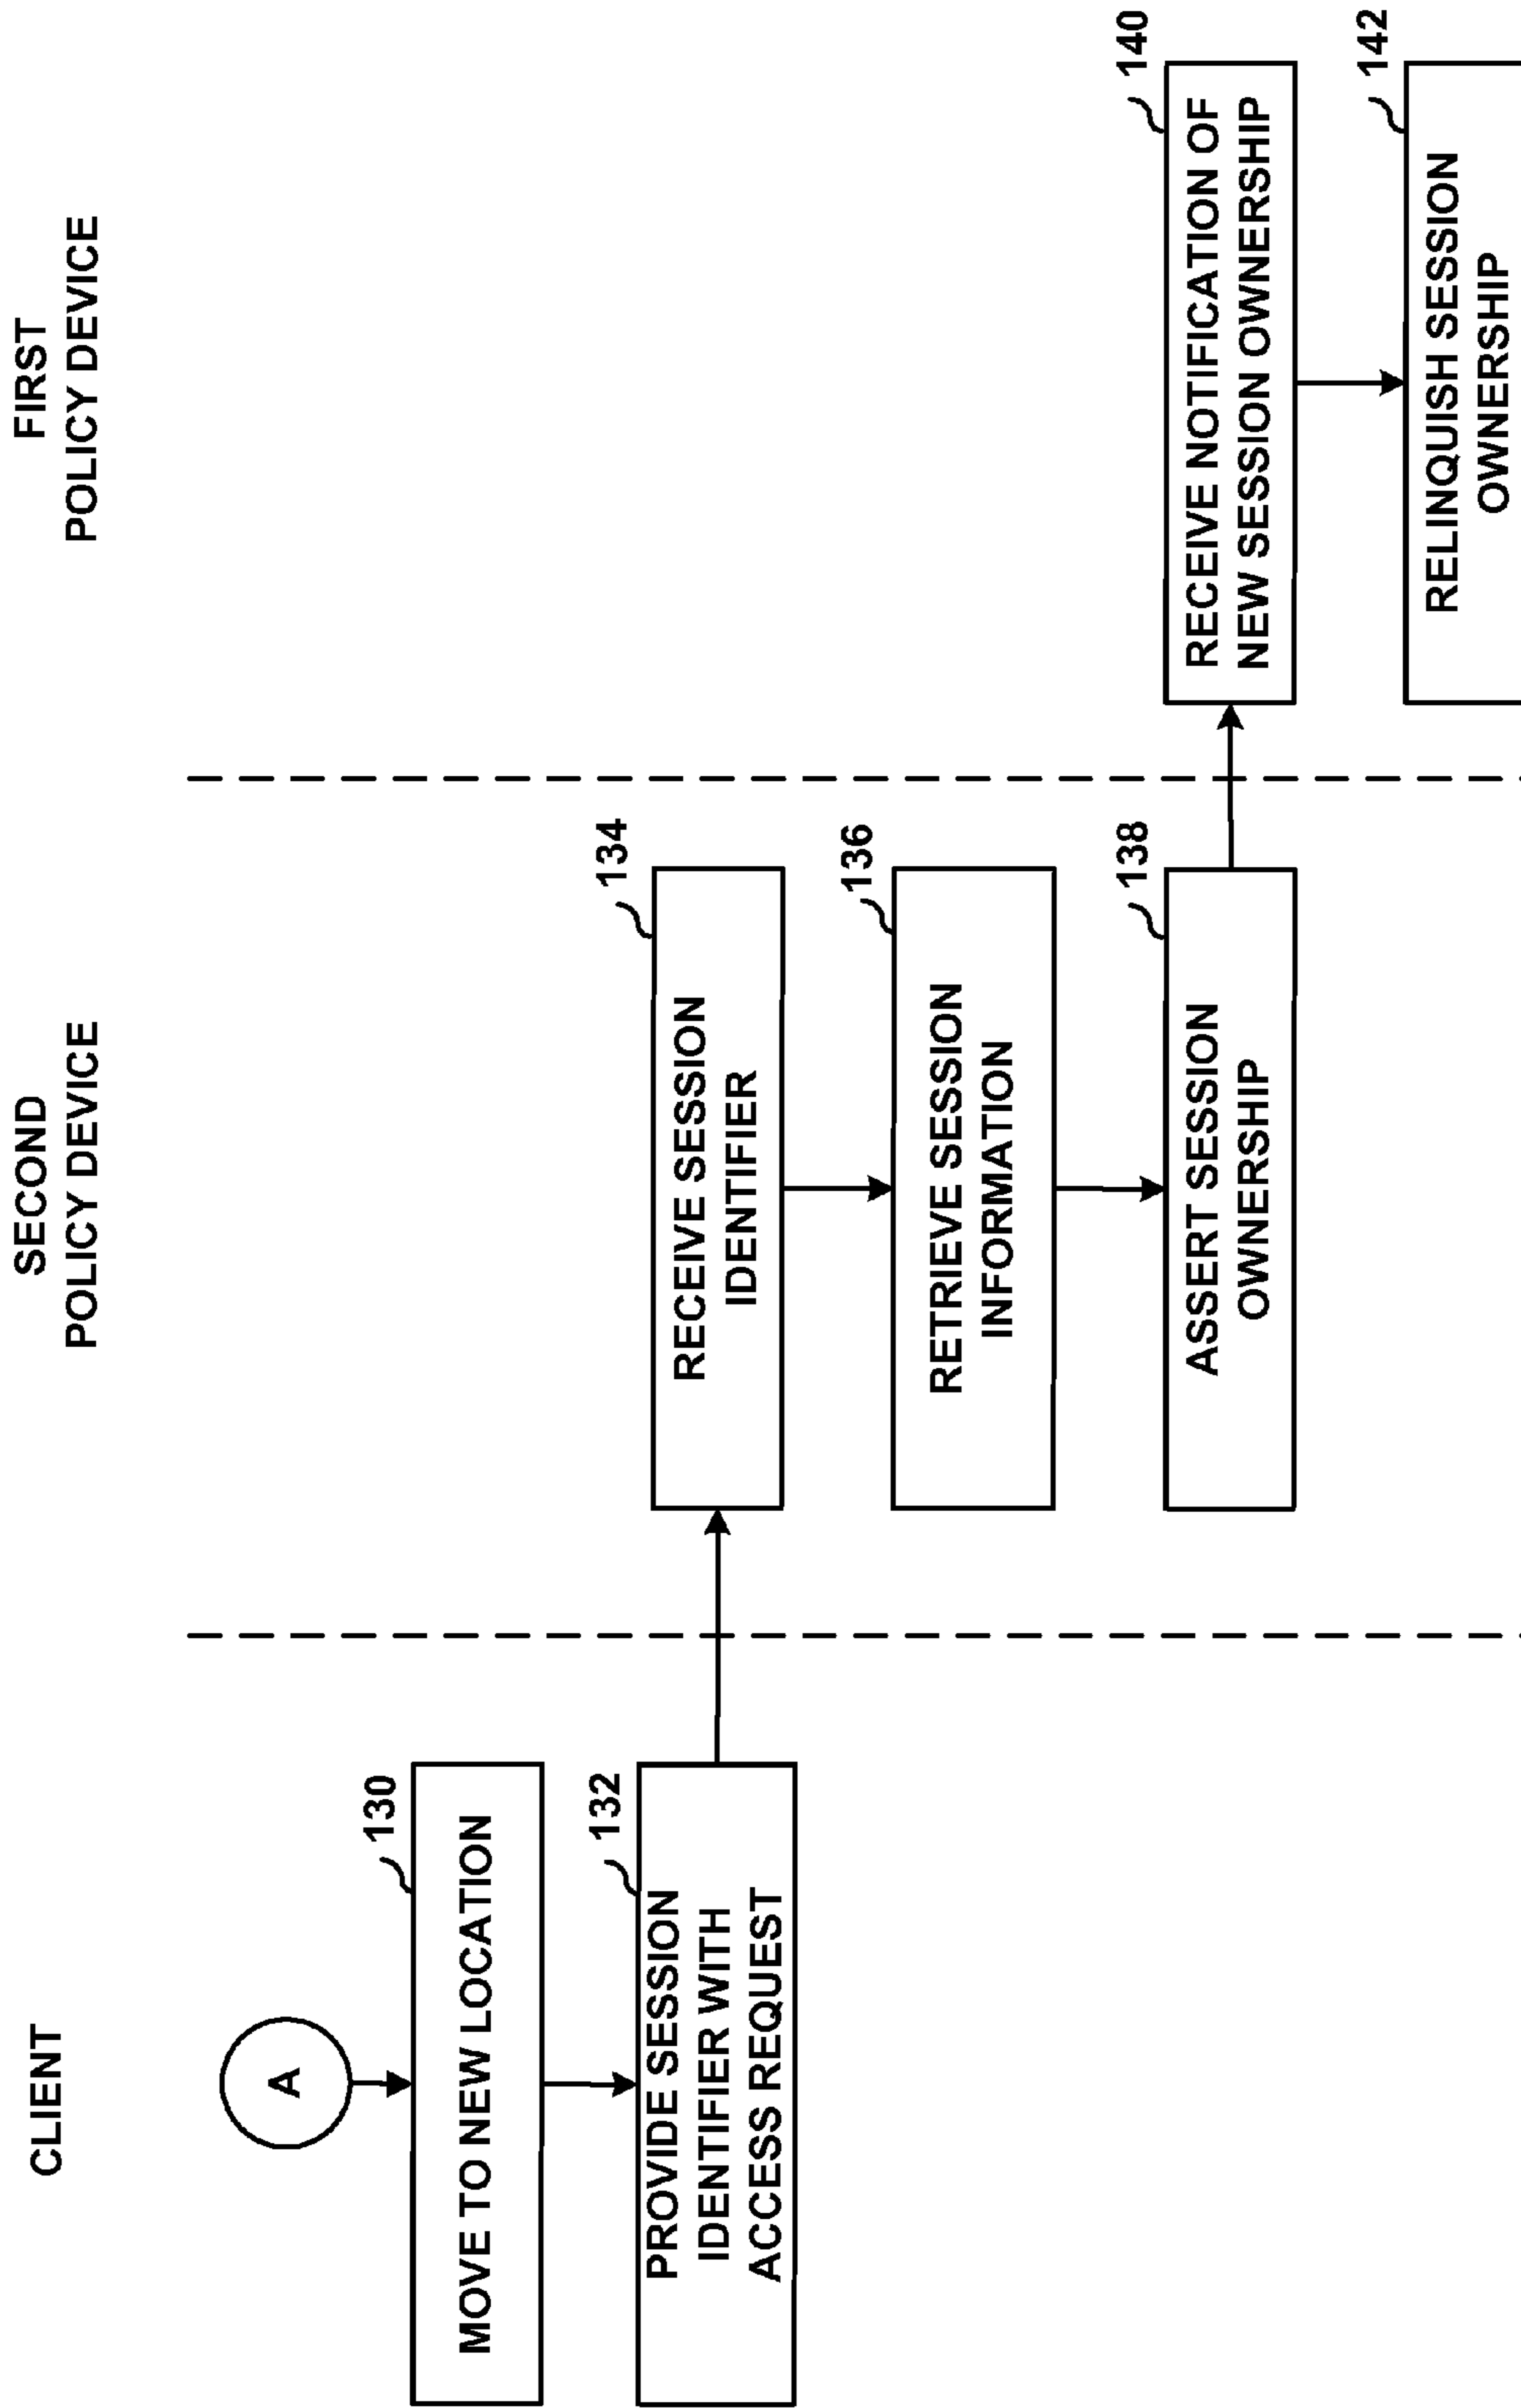 CLIENT
SECOND
POLICY DEVICE
FIRST
POLICY DEVICE
A
130
MOVE TO NEW LOCATION
132
PROVIDE SESSION
IDENTIFIER WITH
ACCESS REQUEST
134
RECEIVE SESSION
IDENTIFIER
136
RETRIEVE SESSION
INFORMATION
138
ASSERT SESSION
OWNERSHIP
140
RECEIVE NOTIFICATION OF
NEW SESSION OWNERSHIP
142
RELINQUISH SESSION
OWNERSHIP